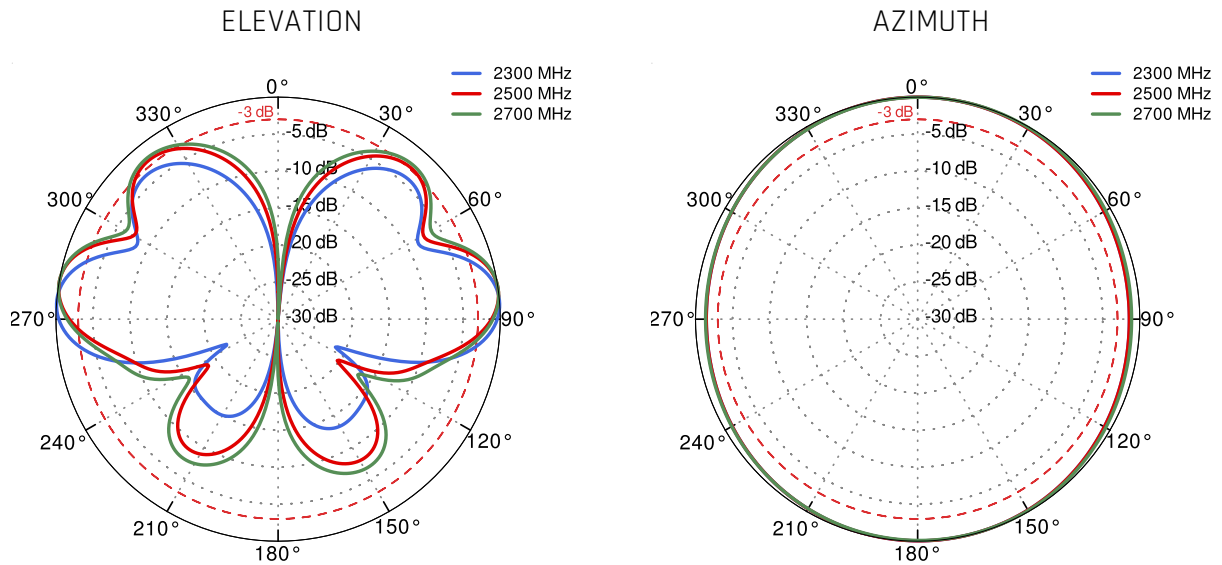 ELEVATION
2300 MHz
2500 MHz
2700 MHz
0°
330°
-3 dB
30°
-5 dB
-10 dB
300°
60°
-15 dB
20 dB
-25 dB
270°
-30 dB
90°
240°
120°
210°
150°
180°
AZIMUTH
2300 MHz
2500 MHz
2700 MHz
0°
330°
-3 dB
30°
-5 dB
-10 dB
300°
60°
-15 dB
-20 dB
-25 dB
270°
-30 dB
90°
240°
120°
210°
150°
180°